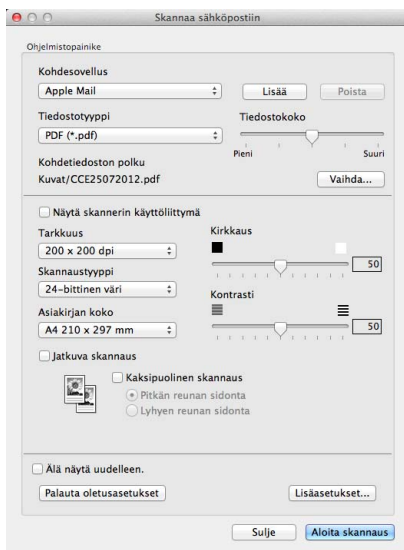 Skannaa sähköpostiin
Ohjelmistopainike
Kohdesovellus
Apple Mail
Lisää
Poista
Tiedostotyyppi
Tiedostokoko
PDF (*.pdf)
Pieni
Suuri
Kohdetiedoston polku
Kuvat/CCE25072012.pdf
Vaihda...
Näytä skannerin käyttöliittymä
Tarkkuus
Kirkkaus
200 x 200 dpi
50
Skannaustyyppi
24-bittinen väri
Kontrasti
Asiakirjan koko
A4 210 x 297 mm
50
Jatkuva skannaus
Kaksipuolinen skannaus
Pitkän reunan sidonta
Lyhyen reunan sidonta
Älä näytä uudelleen.
Palauta oletusasetukset
Lisäasetukset...
Sulje
Aloita skannaus